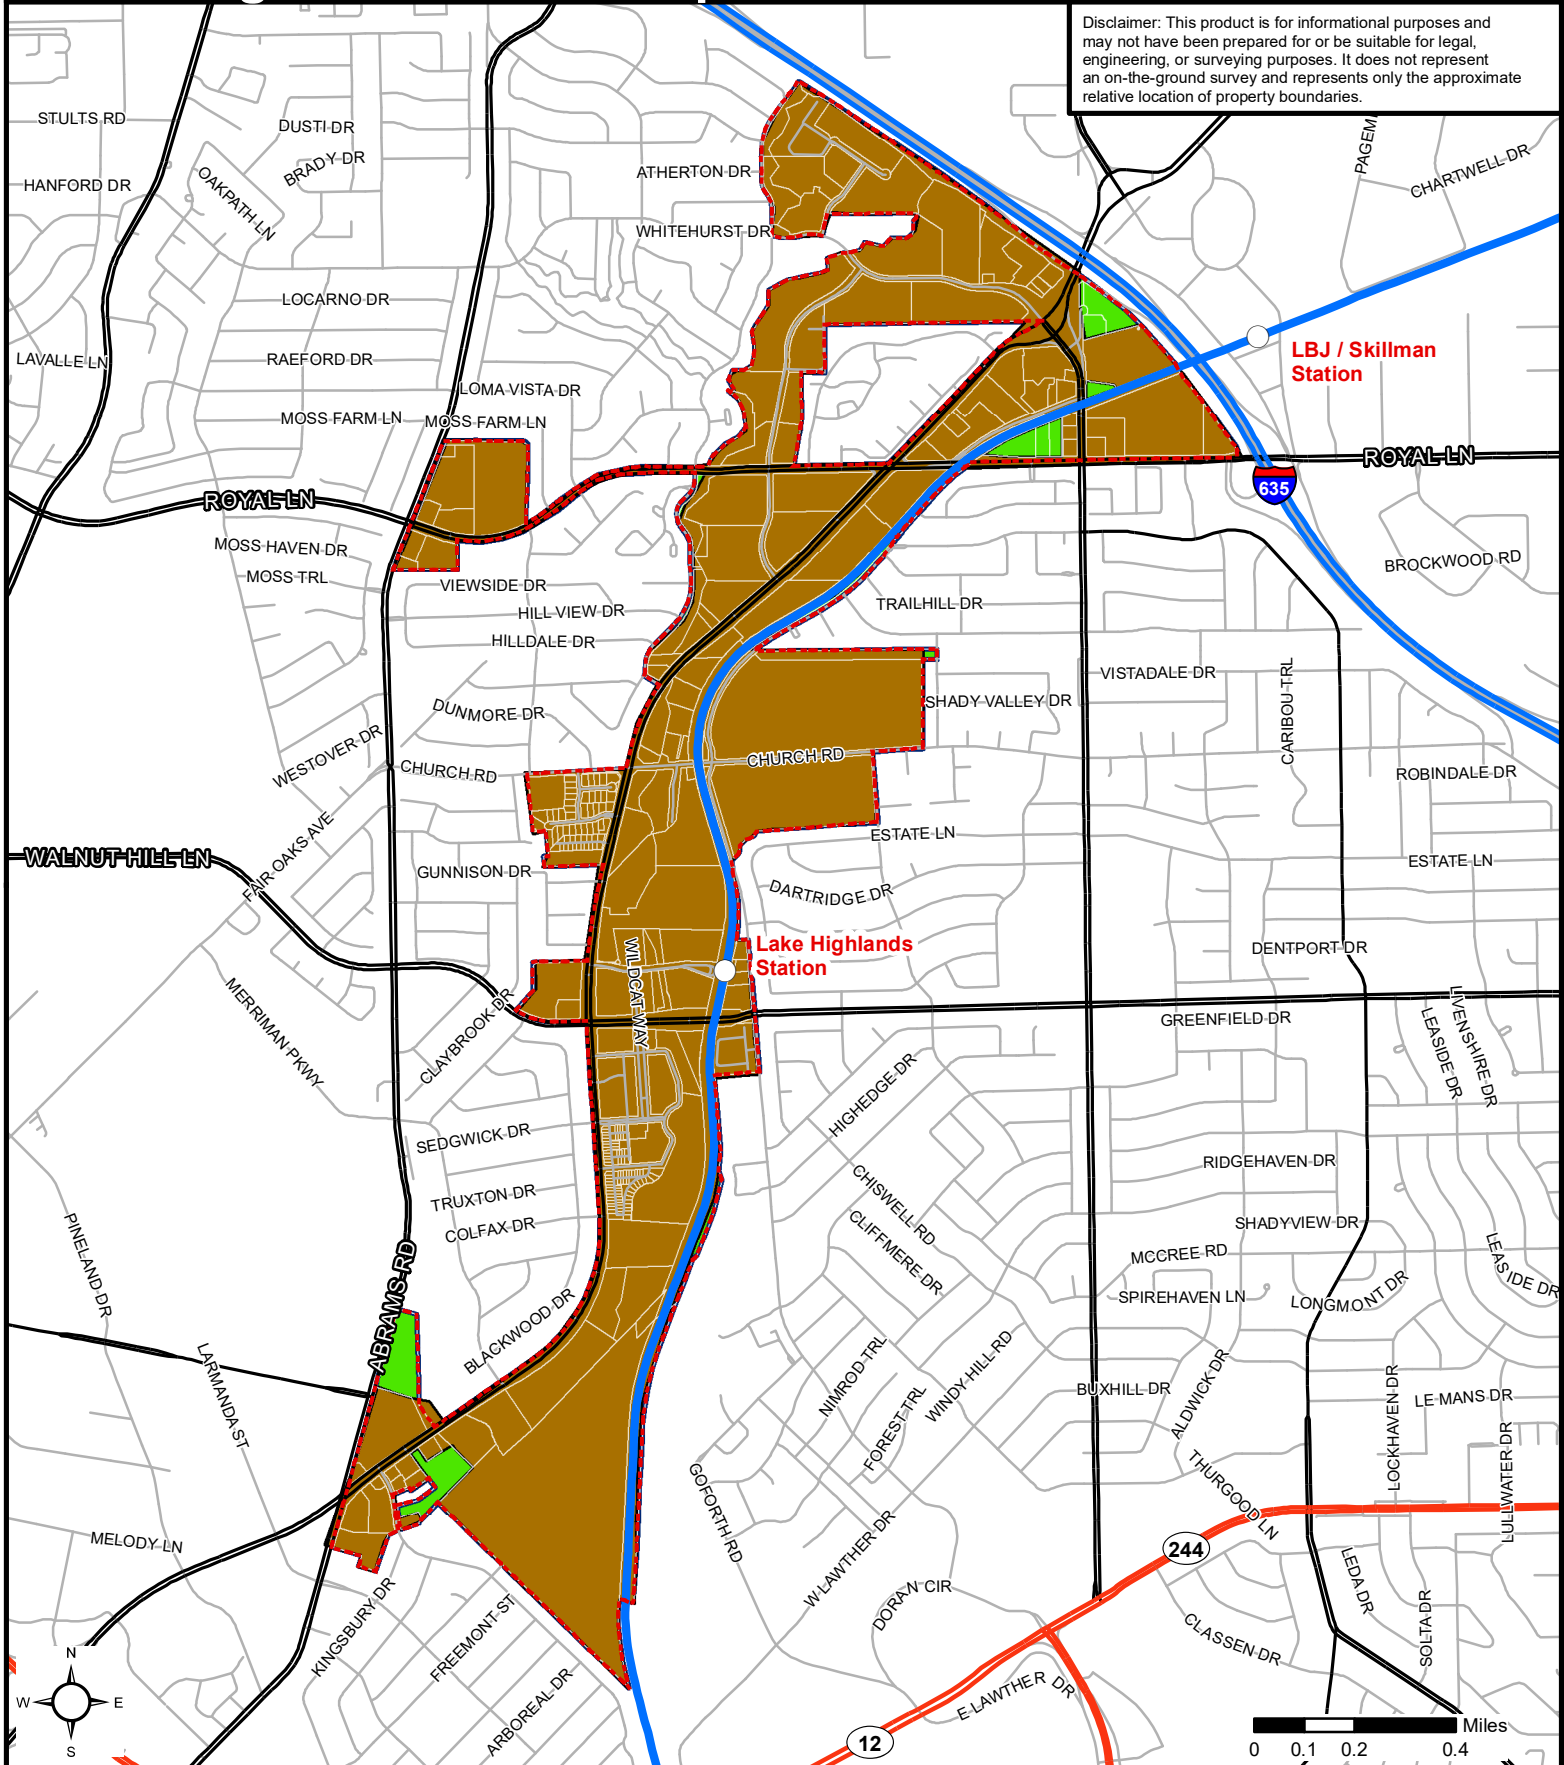 Disclaimer: This product is for informational purposes and
may not have been prepared for or be suitable for legal,
engineering, or surveying purposes. It does not represent
an on-the-ground survey and represents only the approximate
relative location of property boundaries.
STULTS RD
DUSTI DR
BRADY DR
HANFORD DR
OAKPATH LN
ATHERTON DR
CHARTWELL DR
WHITEHURST DR
LOCARNO DR
LAVALLE LN
RAEFORD DR
LBJ / Skillman
Station
LOMA VISTA DR
MOSS FARM LN
MOSS FARM LN
ROYAL LN
ROYAL LN
635
MOSS HAVEN DR
MOSS TRL
VIEWSIDE DR
BROCKWOOD RD
HILL VIEW DR
TRAILHILL DR
HILLDALE DR
VISTADALE DR
CARIBOU TRL
SHADY VALLEY DR
DUNMORE DR
WESTOVER DR
CHURCH RD
CHURCH RD
ROBINDALE DR
FAIR OAKS AVE
ESTATE LN
WALNUT HILL LN
ESTATE LN
GUNNISON DR
DARTRIDGE DR
Lake Highlands
Station
DENTPORT DR
WILDCAT WAY
MERRIMAN PKWY
CLAYBROOK DR
GREENFIELD DR
LEASIDE DR
LIVENSHIRE DR
HIGHEDGE DR
SEDGWICK DR
RIDGEHAVEN DR
CHISWELL RD
TRUXTON DR
COLFAX DR
CLIFFMERE DR
SHADYVIEW DR
PINELAND DR
MCCREE RD
LEASIDE DR
SPIREHAVEN LN
LONGMONT DR
ABRAMS RD
BLACKWOOD DR
LARMANDA ST
NIMROD TRL
WINDY HILL RD
BUXHILL DR
ALDWICK DR
LOCKHAVEN DR
LE MANS DR
FOREST TRL
LULLWATER DR
GOFORTH RD
THURGOOD LN
MELODY LN
W LAWTHER DR
244
DORAN CIR
LEDA DR
SOLTA DR
KINGSBURY DR
FREEMONT ST
CLASSEN DR
ARBOREAL DR
E LAWTHER DR
12
N
W
E
S
Miles
0
0.1
0.2
0.4